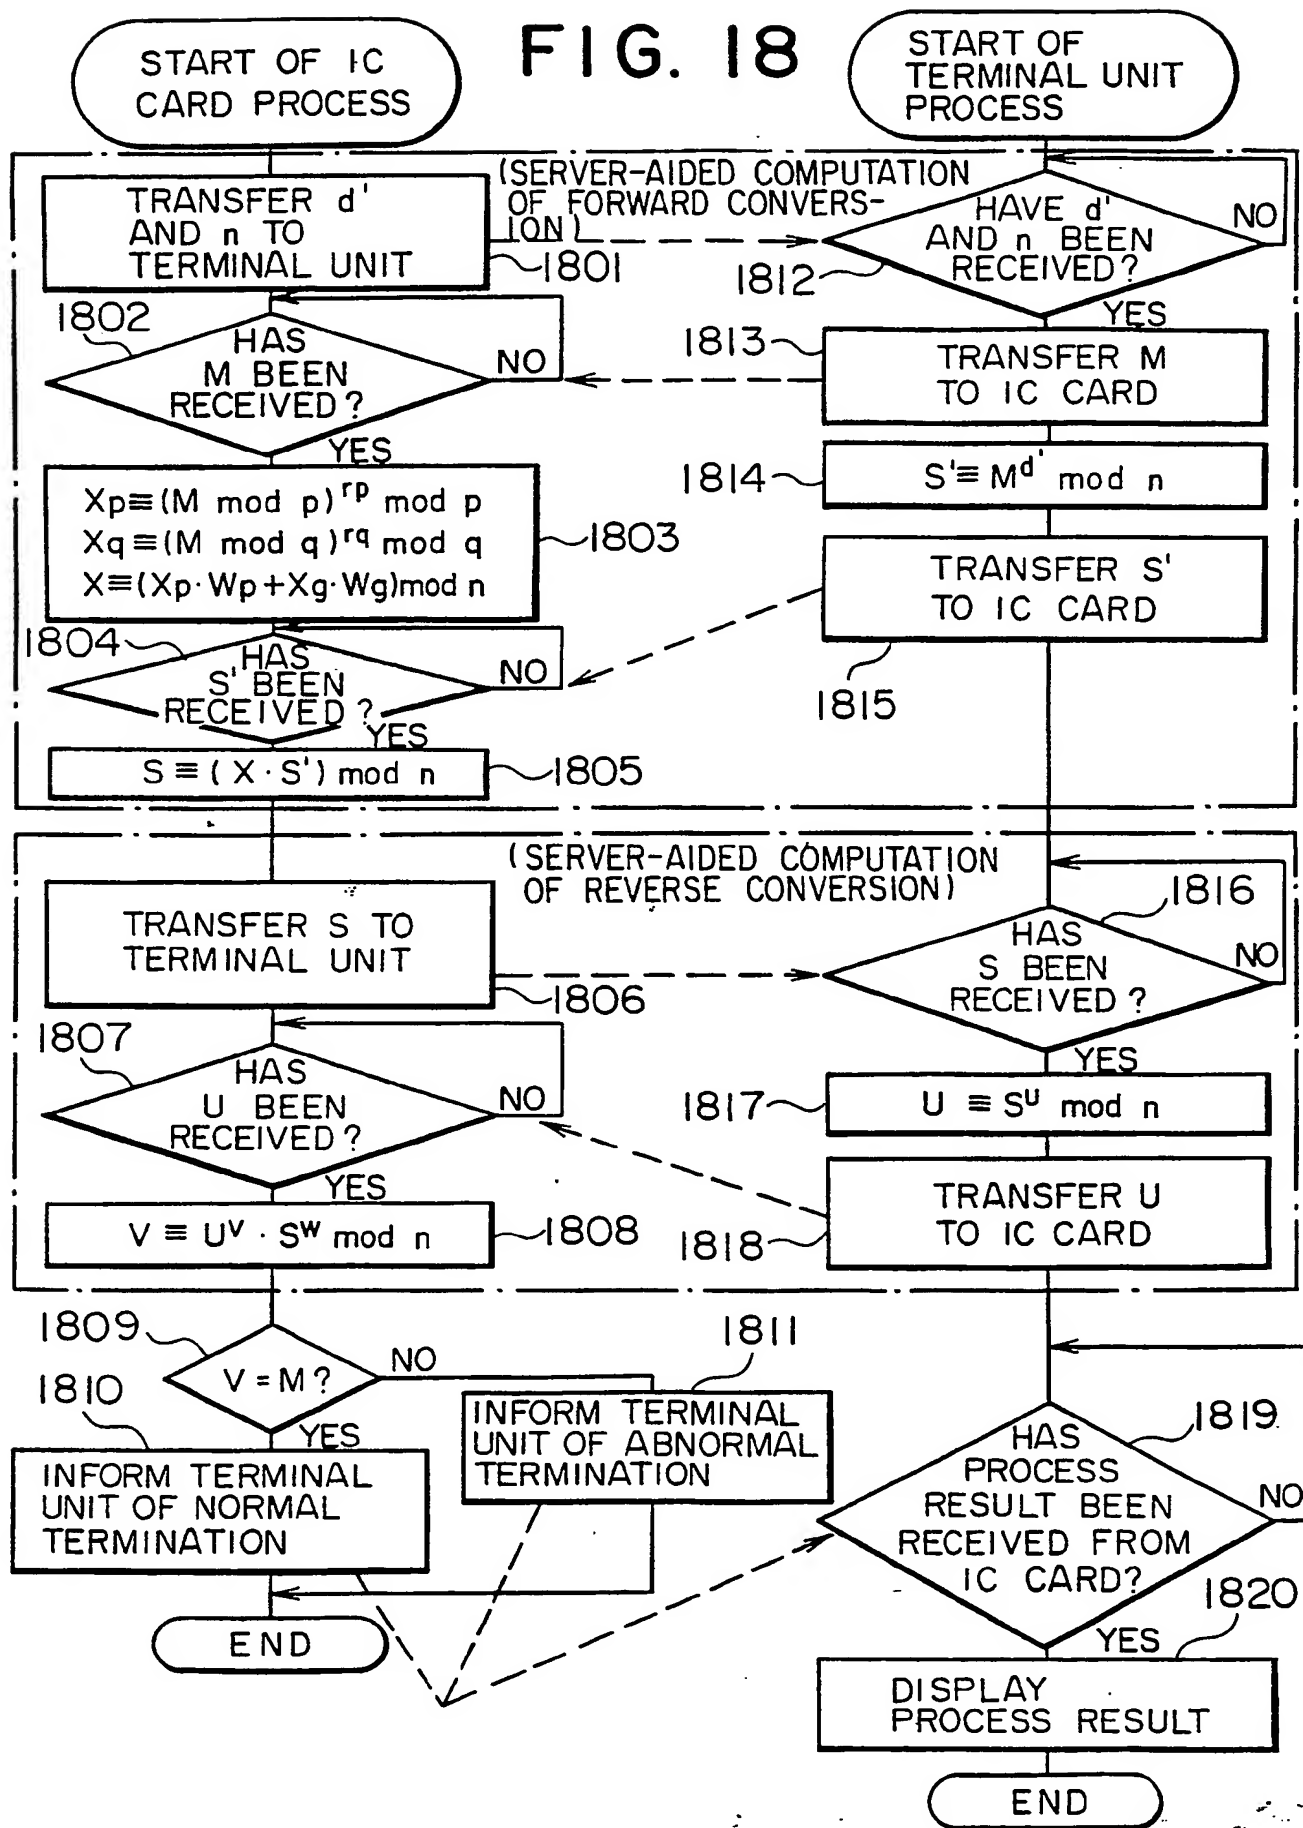 FIG. 18
START OF IC
CARD PROCESS
START OF
TERMINAL UNIT
PROCESS
(SERVER-AIDED COMPUTATION
OF FORWARD CONVERS-
ION)
TRANSFER d'
AND n TO
TERMINAL UNIT
1801
HAVE d'
AND n BEEN
RECEIVED?
NO
1812
YES
1802
HAS
M BEEN
RECEIVED?
NO
YES
1813
TRANSFER M
TO IC CARD
1814
S'≡ M^d' mod n
Xp≡(M mod p)^rp mod p
Xq≡(M mod q)^rq mod q
X≡(Xp·Wp+Xg·Wg)mod n
1803
TRANSFER S'
TO IC CARD
1815
1804
HAS
S' BEEN
RECEIVED?
NO
YES
S ≡ (X · S') mod n
1805
(SERVER-AIDED COMPUTATION
OF REVERSE CONVERSION)
TRANSFER S TO
TERMINAL UNIT
1806
1816
HAS
S BEEN
RECEIVED?
NO
YES
1807
HAS
U BEEN
RECEIVED?
NO
YES
1817
U ≡ S^U mod n
V ≡ U^V · S^W mod n
1808
1818
TRANSFER U
TO IC CARD
1809
V = M?
NO
YES
1810
INFORM TERMINAL
UNIT OF NORMAL
TERMINATION
1811
INFORM TERMINAL
UNIT OF ABNORMAL
TERMINATION
END
1819
HAS
PROCESS
RESULT BEEN
RECEIVED FROM
IC CARD?
NO
YES
1820
DISPLAY
PROCESS RESULT
END